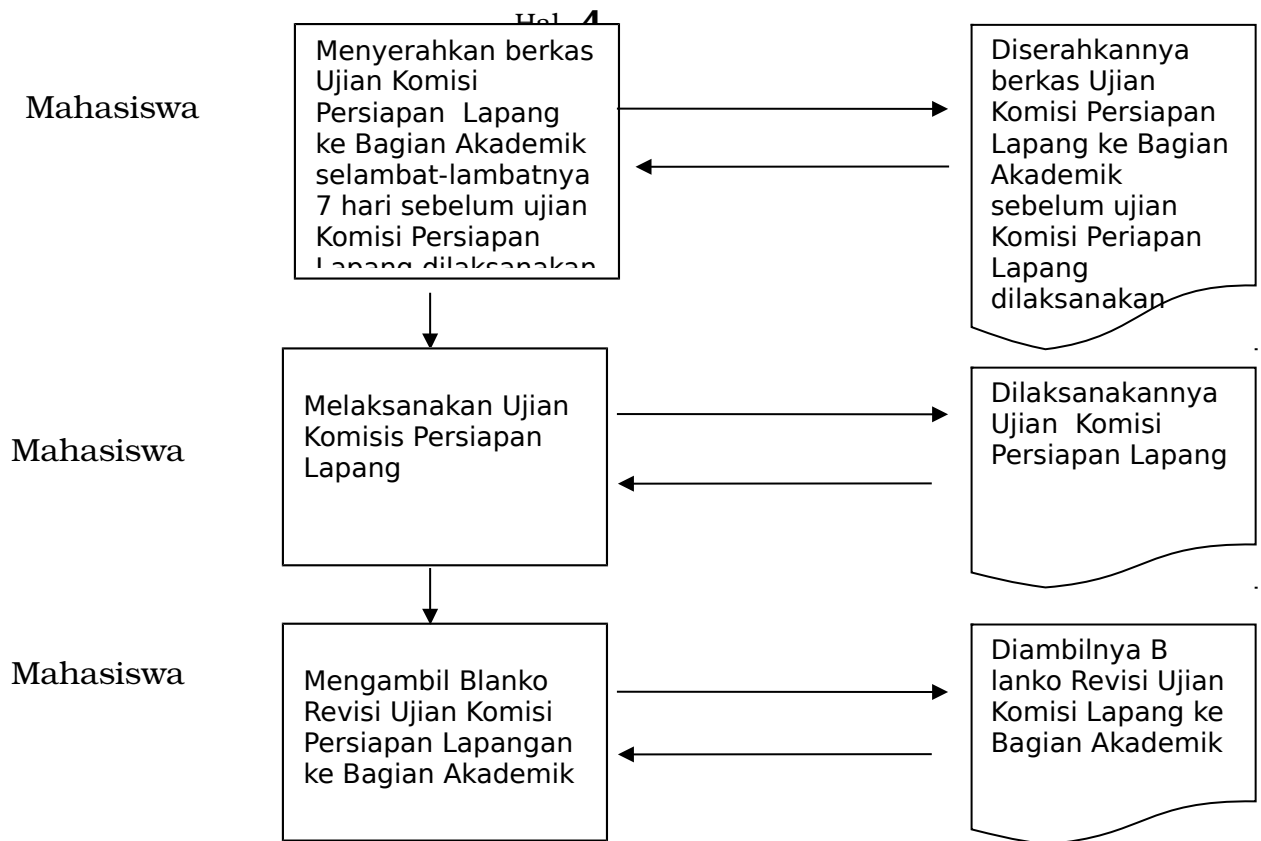 Hal 4
Mahasiswa
Menyerahkan berkas
Ujian Komisi
Persiapan Lapang
ke Bagian Akademik
selambat-lambatnya
7 hari sebelum ujian
Komisi Persiapan
Lapang dilaksanakan
Diserahkannya
berkas Ujian
Komisi Persiapan
Lapang ke Bagian
Akademik
sebelum ujian
Komisi Periapan
Lapang
dilaksanakan
Mahasiswa
Melaksanakan Ujian
Komisis Persiapan
Lapang
Dilaksanakannya
Ujian Komisi
Persiapan Lapang
Mahasiswa
Mengambil Blanko
Revisi Ujian Komisi
Persiapan Lapangan
ke Bagian Akademik
Diambilnya B
lanko Revisi Ujian
Komisi Lapang ke
Bagian Akademik